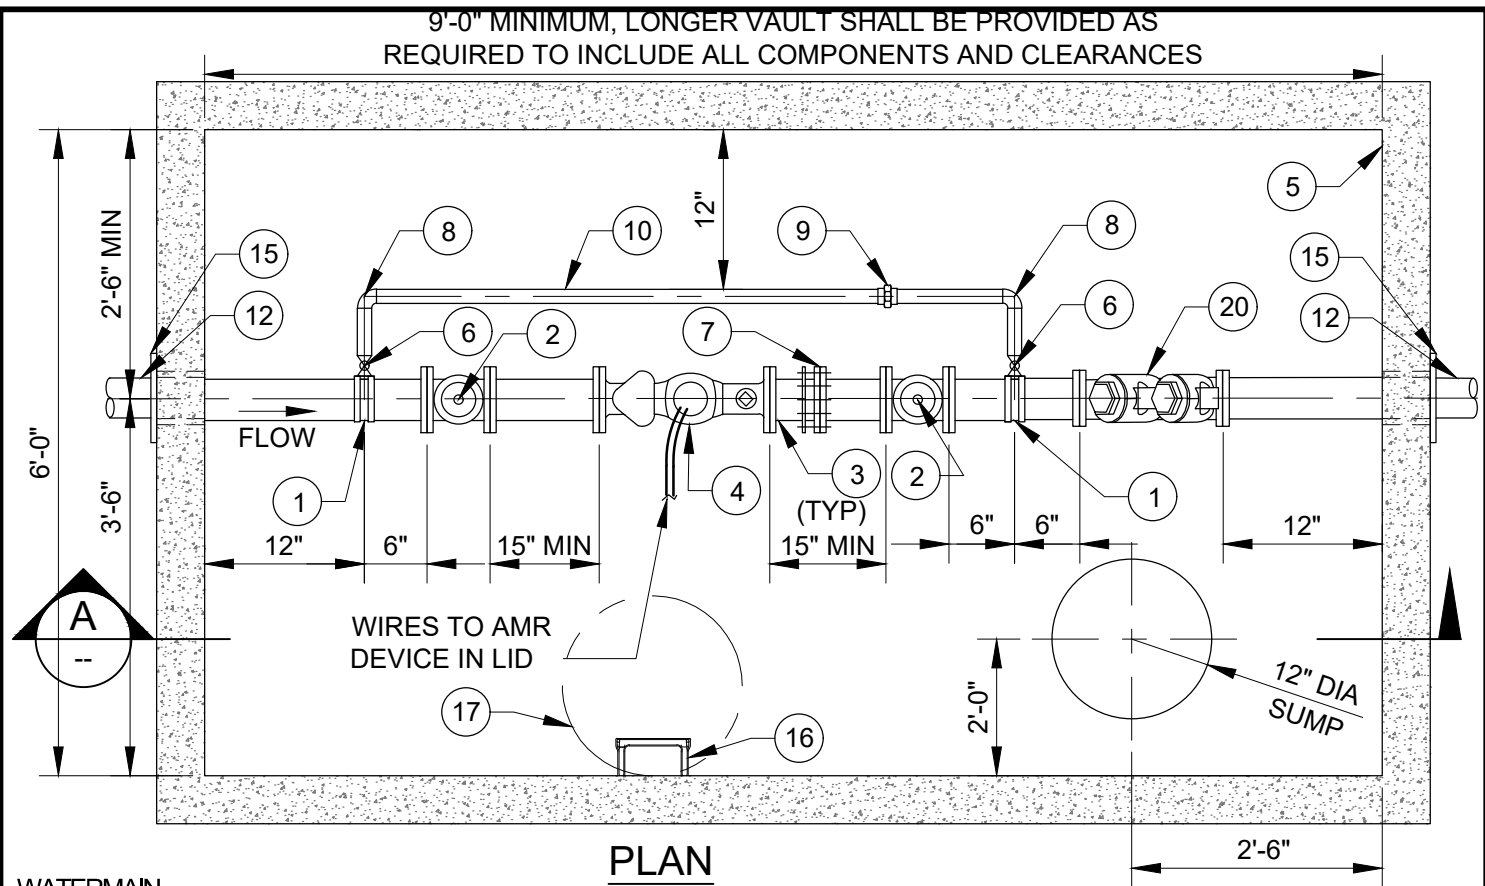 9'-0" MINIMUM, LONGER VAULT SHALL BE PROVIDED AS
REQUIRED TO INCLUDE ALL COMPONENTS AND CLEARANCES
5
2'-6" MIN
12"
8
10
9
8
15
15
12
6
2
7
6
20
12
FLOW
6'-0"
3'-6"
1
4
3
(TYP)
2
1
12"
6"
15" MIN
15" MIN
6"
6"
12"
A
--
WIRES TO AMR
DEVICE IN LID
17
16
2'-0"
12" DIA
SUMP
2'-6"
PLAN
WATERMAIN